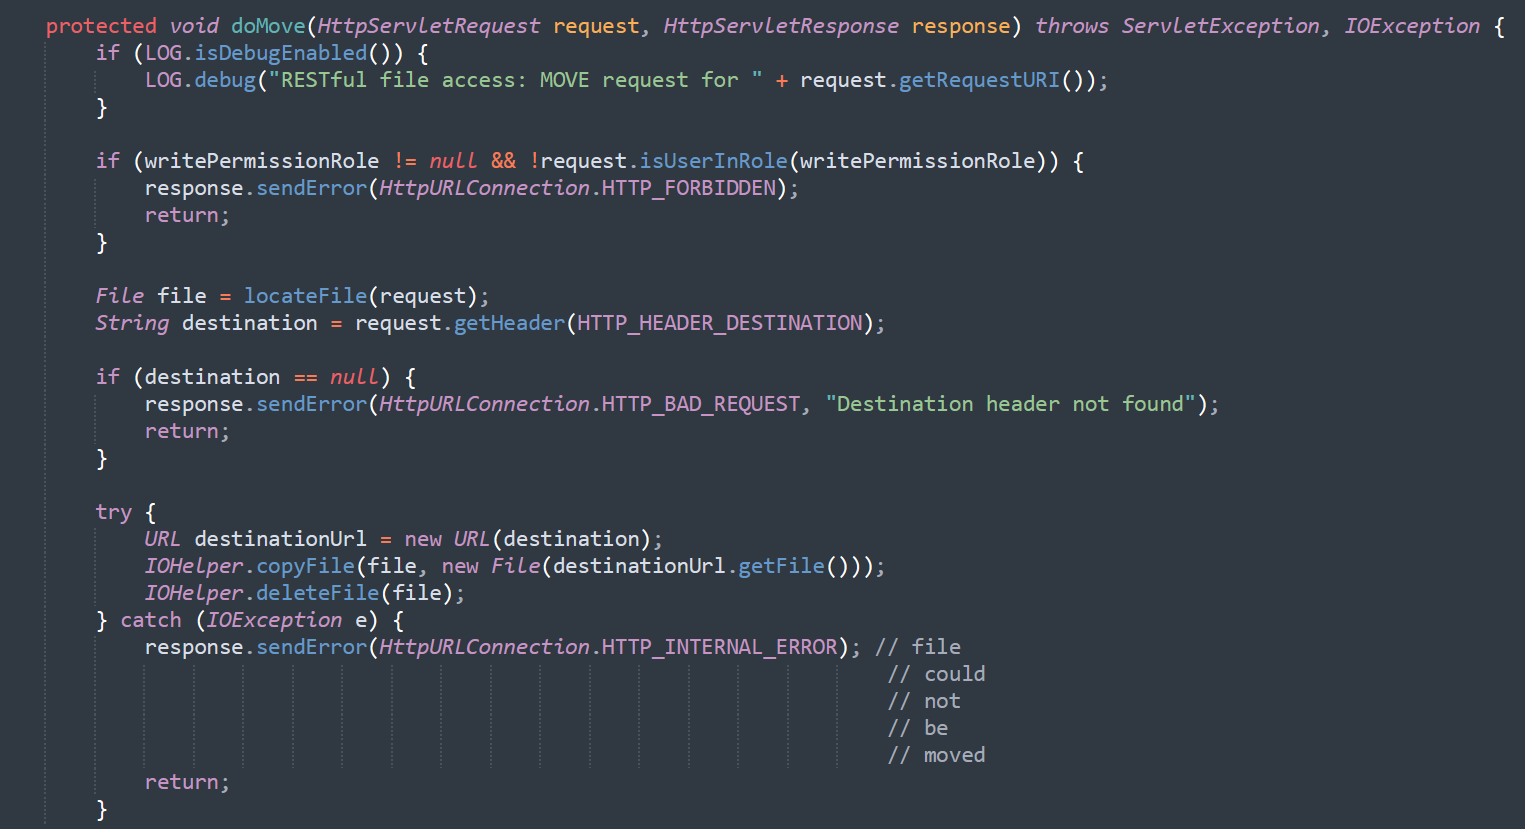 protected void doMove(HttpServletRequest request, HttpServletResponse response) throws ServletException, IOException {
    if (LOG.isDebugEnabled()) {
        LOG.debug("RESTful file access: MOVE request for " + request.getRequestURI());
    }

    if (writePermissionRole != null && !request.isUserInRole(writePermissionRole)) {
        response.sendError(HttpURLConnection.HTTP_FORBIDDEN);
        return;
    }

    File file = locateFile(request);
    String destination = request.getHeader(HTTP_HEADER_DESTINATION);

    if (destination == null) {
        response.sendError(HttpURLConnection.HTTP_BAD_REQUEST, "Destination header not found");
        return;
    }

    try {
        URL destinationUrl = new URL(destination);
        IOHelper.copyFile(file, new File(destinationUrl.getFile()));
        IOHelper.deleteFile(file);
    } catch (IOException e) {
        response.sendError(HttpURLConnection.HTTP_INTERNAL_ERROR); // file
                                                                    // could
                                                                    // not
                                                                    // be
                                                                    // moved
        return;
    }